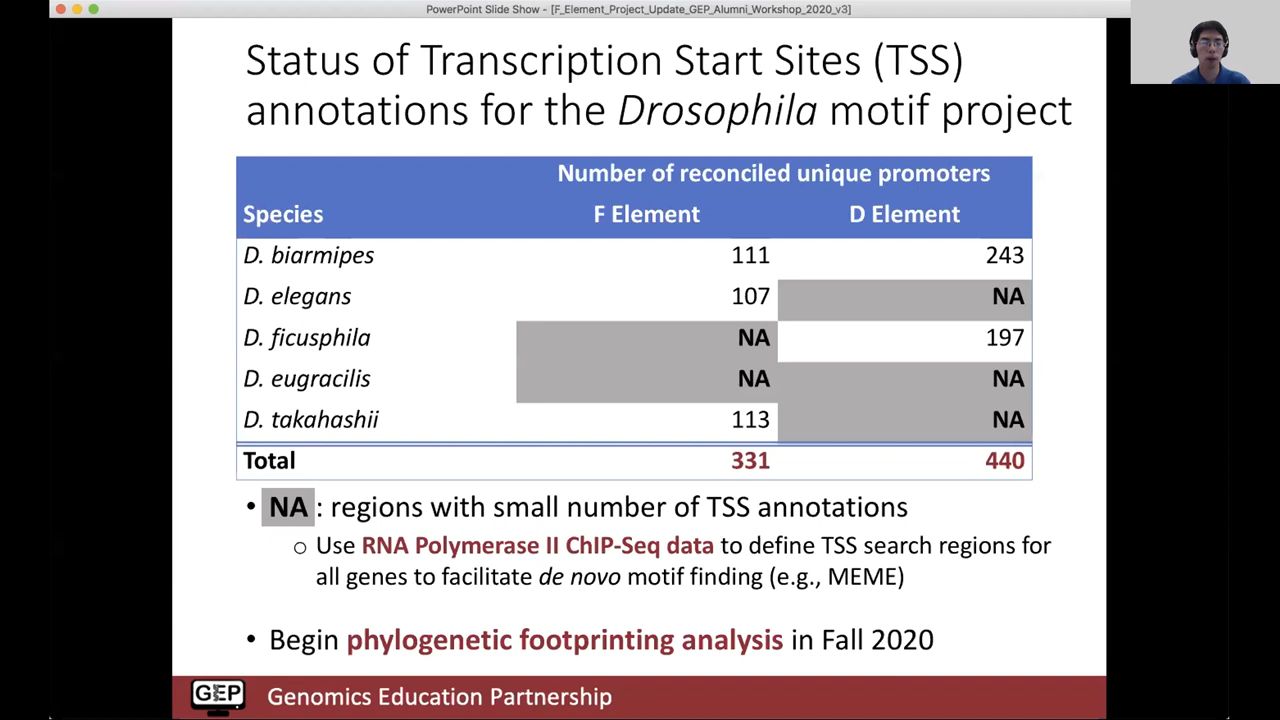 PowerPoint Slide Show - [F_Element_Project_Update_GEP_Alumni_Workshop_2020_v3]
Status of Transcription Start Sites (TSS)
annotations for the Drosophila motif project
Number of reconciled unique promoters
Species F Element D Element
D. biarmipes 111 243
D. elegans 107 NA
D. ficusphila NA 197
D. eugracilis NA NA
D. takahashii 113 NA
Total 331 440
• NA : regions with small number of TSS annotations
o Use RNA Polymerase II ChIP-Seq data to define TSS search regions for
all genes to facilitate de novo motif finding (e.g., MEME)
• Begin phylogenetic footprinting analysis in Fall 2020
GEP Genomics Education Partnership